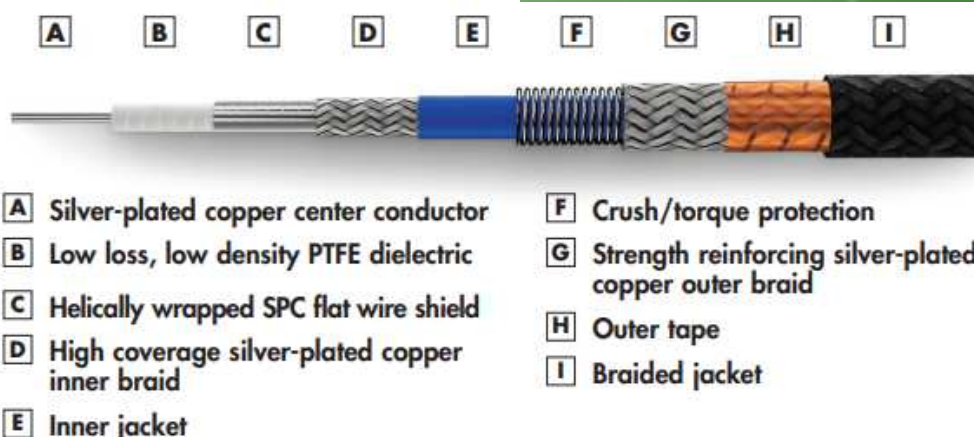 A B C D E F G H I
A Silver-plated copper center conductor
B Low loss, low density PTFE dielectric
C Helically wrapped SPC flat wire shield
D High coverage silver-plated copper
inner braid
E Inner jacket
F Crush/torque protection
G Strength reinforcing silver-plated
copper outer braid
H Outer tape
I Braided jacket